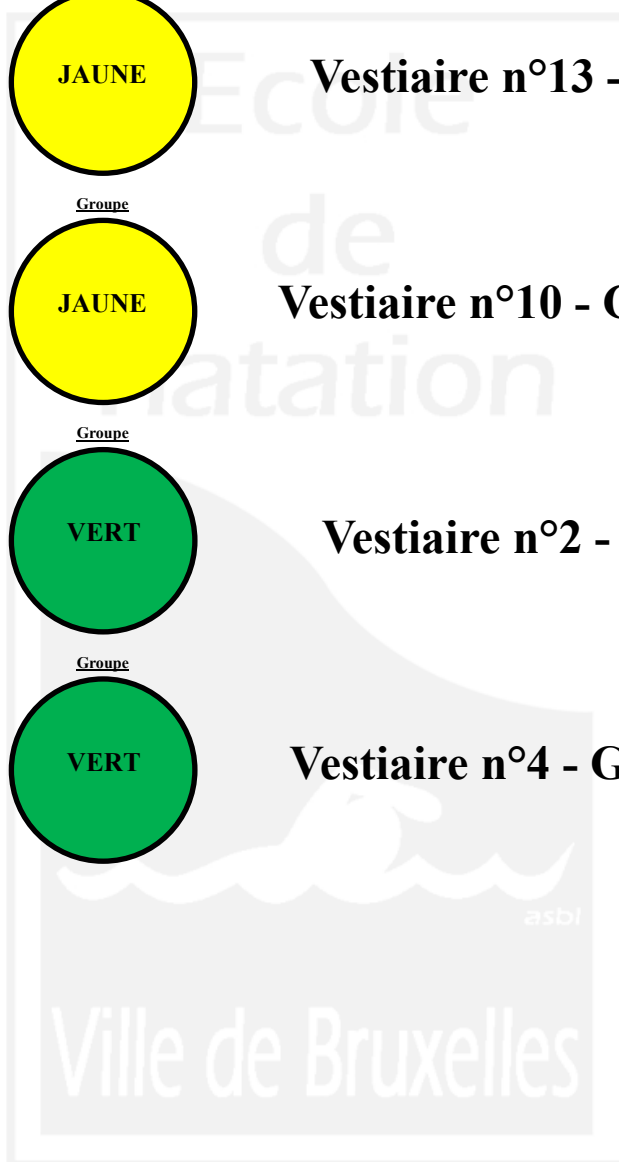 JAUNE
Vestiaire n°13 -
Groupe
JAUNE
Vestiaire n°10 - G
Groupe
VERT
Vestiaire n°2 -
Groupe
VERT
Vestiaire n°4 - G
Ecole
de
natation
asbl
Ville de Bruxelles